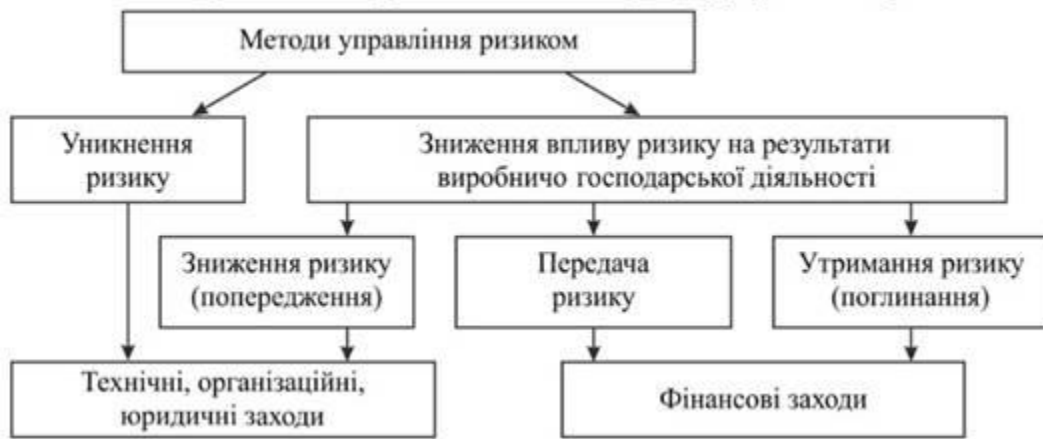 Методи управління ризиком
Уникнення
ризику
Зниження впливу ризику на результати
виробничо господарської діяльності
Зниження ризику
(попередження)
Передача
ризику
Утримання ризику
(поглинання)
Технічні, організаційні,
юридичні заходи
Фінансові заходи